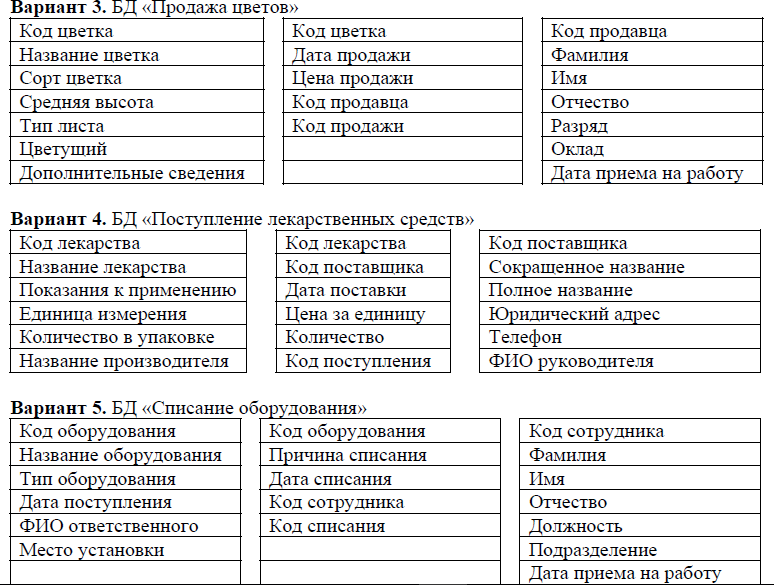 Вариант 3. БД «Продажа цветов»
Код цветка
Название цветка
Сорт цветка
Средняя высота
Тип листа
Цветущий
Дополнительные сведения
Код цветка
Дата продажи
Цена продажи
Код продавца
Код продажи
Код продавца
Фамилия
Имя
Отчество
Разряд
Оклад
Дата приема на работу
Вариант 4. БД «Поступление лекарственных средств»
Код лекарства
Название лекарства
Показания к применению
Единица измерения
Количество в упаковке
Название производителя
Код лекарства
Код поставщика
Дата поставки
Цена за единицу
Количество
Код поступления
Код поставщика
Сокращенное название
Полное название
Юридический адрес
Телефон
ФИО руководителя
Вариант 5. БД «Списание оборудования»
Код оборудования
Название оборудования
Тип оборудования
Дата поступления
ФИО ответственного
Место установки
Код оборудования
Причина списания
Дата списания
Код сотрудника
Код списания
Код сотрудника
Фамилия
Имя
Отчество
Должность
Подразделение
Дата приема на работу